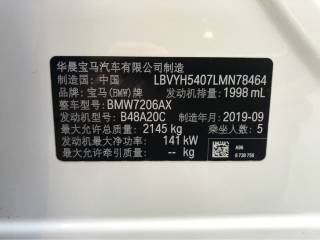 华晨宝马汽车有限公司制造
制造国: 中国 LBVYH5407LMN78464
品牌: 宝马(BMW)牌 发动机排量: 1998 mL
整车型号: BMW7206AX
发动机型号: B48A20C 制造年月: 2019-09
最大允许总质量: 2145 kg 乘坐人数: 5
发动机最大净功率: 141 kW
最大允许牵引质量: -- kg
A96